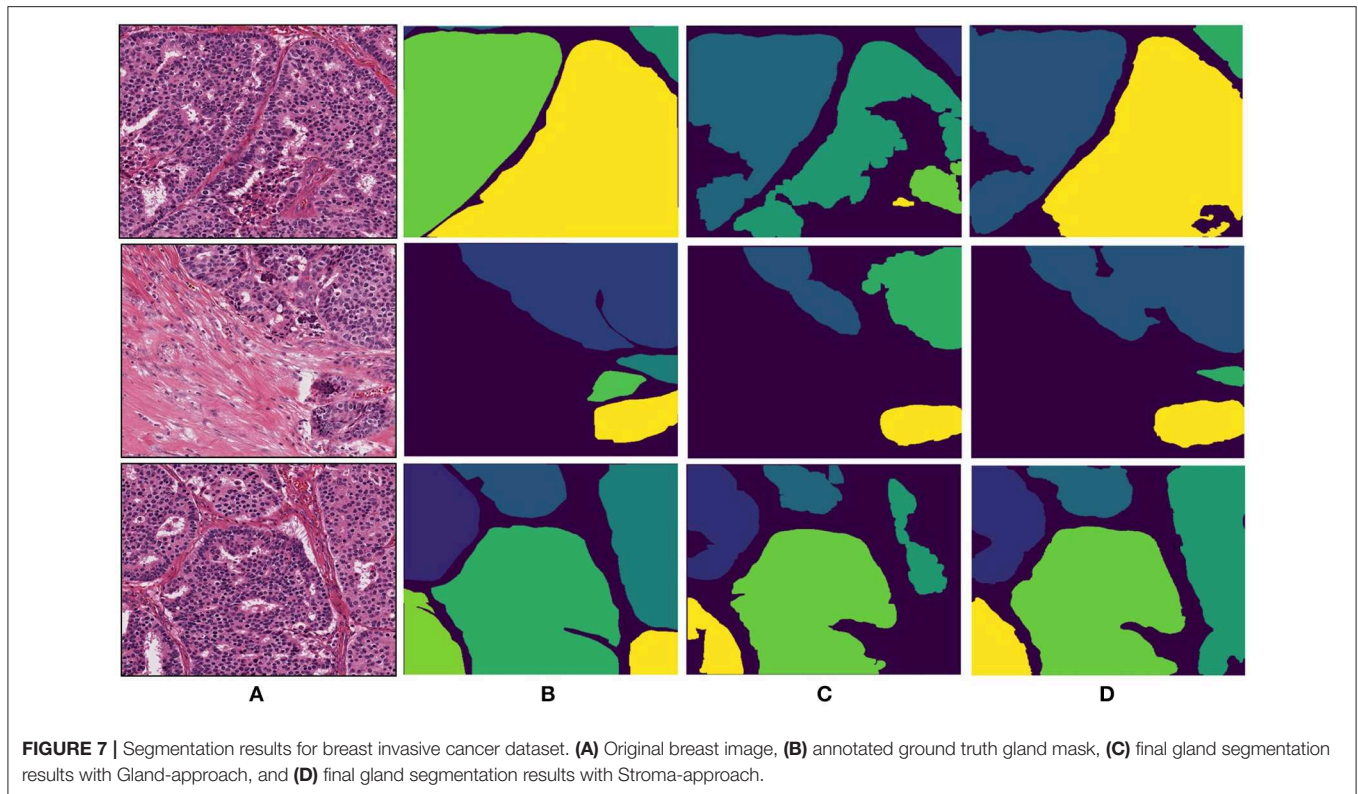 A B C D
FIGURE 7 | Segmentation results for breast invasive cancer dataset. (A) Original breast image, (B) annotated ground truth gland mask, (C) final gland segmentation
results with Gland-approach, and (D) final gland segmentation results with Stroma-approach.